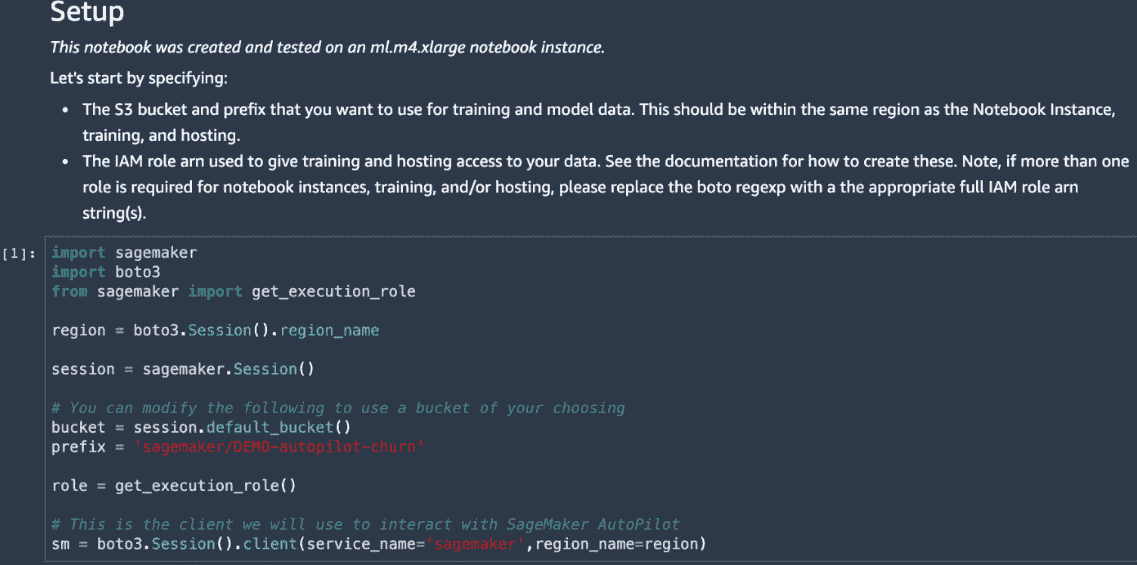 Setup
This notebook was created and tested on an ml.m4.xlarge notebook instance.
Let's start by specifying:
• The S3 bucket and prefix that you want to use for training and model data. This should be within the same region as the Notebook Instance,
training, and hosting.
• The IAM role arn used to give training and hosting access to your data. See the documentation for how to create these. Note, if more than one
role is required for notebook instances, training, and/or hosting, please replace the boto regexp with a the appropriate full IAM role arn
string(s).
[1]: import sagemaker
import boto3
from sagemaker import get_execution_role
region = boto3.Session().region_name
session = sagemaker.Session()
# You can modify the following to use a bucket of your choosing
bucket = session.default_bucket()
prefix = 'sagemaker/DEMO-autopilot-churn'
role = get_execution_role()
# This is the client we will use to interact with SageMaker AutoPilot
sm = boto3.Session().client(service_name='sagemaker',region_name=region)